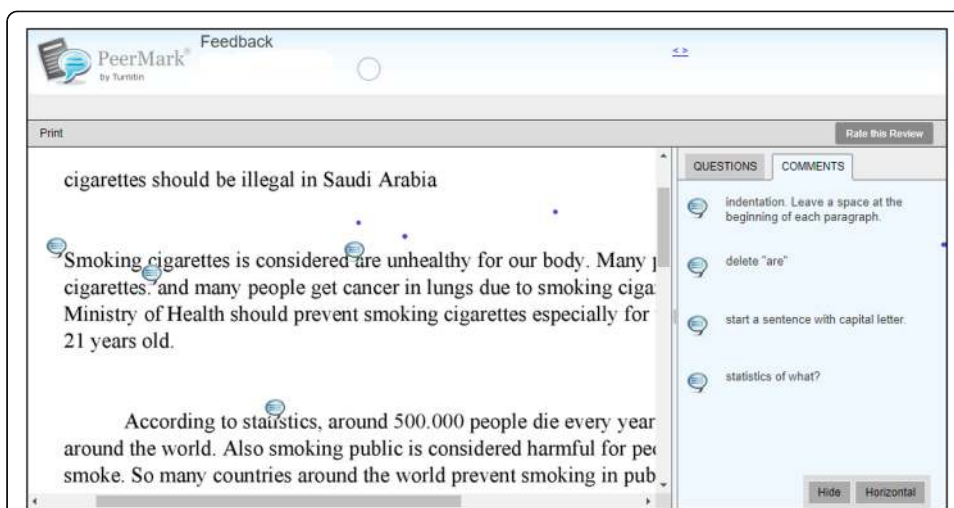 Feedback
PeerMark®
by Turnitin
<>
Print
Rate this Review
cigarettes should be illegal in Saudi Arabia
Smoking cigarettes is considered are unhealthy for our body. Many
cigarettes. and many people get cancer in lungs due to smoking ciga
Ministry of Health should prevent smoking cigarettes especially for
21 years old.
According to statistics, around 500.000 people die every year
around the world. Also smoking public is considered harmful for peo
smoke. So many countries around the world prevent smoking in pub
QUESTIONS COMMENTS
indentation. Leave a space at the
beginning of each paragraph.
delete "are"
start a sentence with capital letter.
statistics of what?
Hide Horizontal